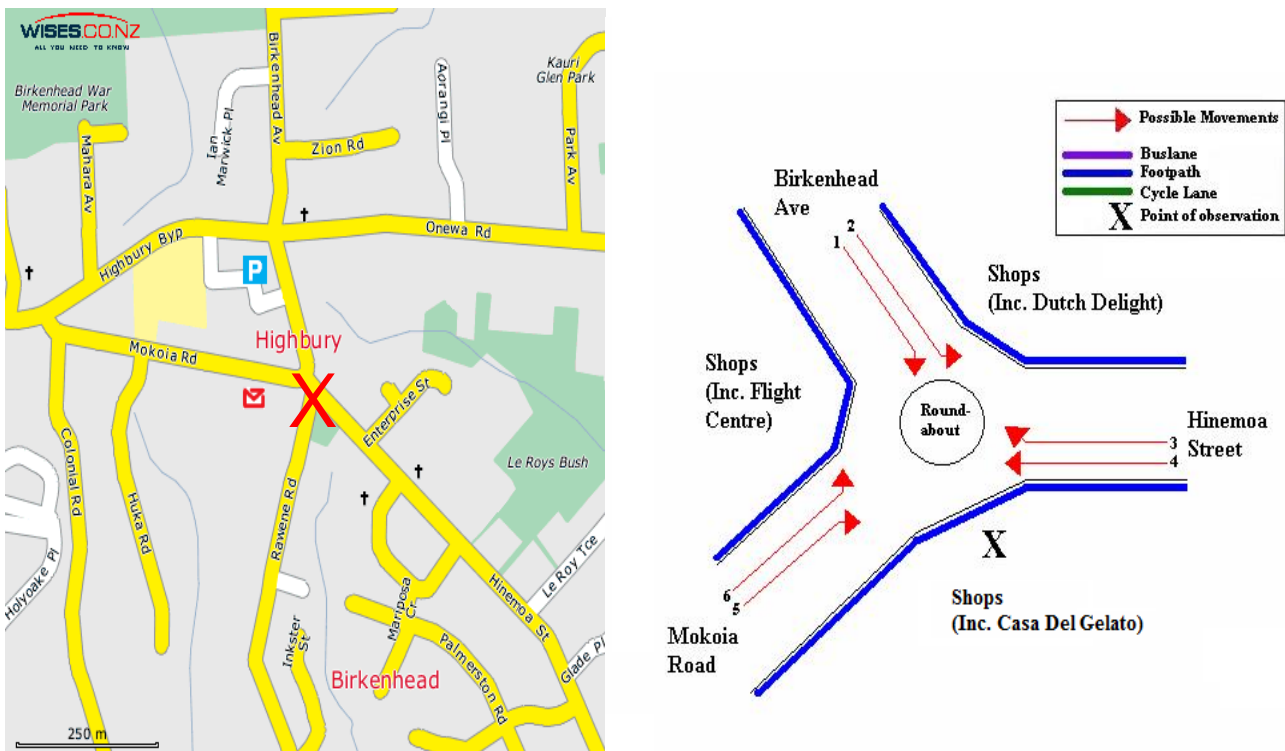 WISES.CO.NZ
ALL YOU NEED TO KNOW
Birkenhead War
Memorial Park
Mahara Av
Ian
Marwick Pl
Birkenhead Av
Zion Rd
Aorangi Pl
Kauri
Glen Park
Park Av
Onewa Rd
Highbury Byp
P
Highbury
Mokoia Rd
X
Enterprise St
Le Roys Bush
Colonial Rd
Huka Rd
Rawene Rd
Holyoake Pl
Mariposa
Cr
Hinemoa St
Le Roy Tce
Inkster
St
Birkenhead
Palmerston Rd
Glade Pl
250 m
Possible Movements
Buslane
Footpath
Cycle Lane
X Point of observation
Birkenhead
Ave
2
1
Shops
(Inc. Dutch Delight)
Shops
(Inc. Flight
Centre)
Round-
about
Hinemoa
Street
3
4
6
5
X
Mokoia
Road
Shops
(Inc. Casa Del Gelato)